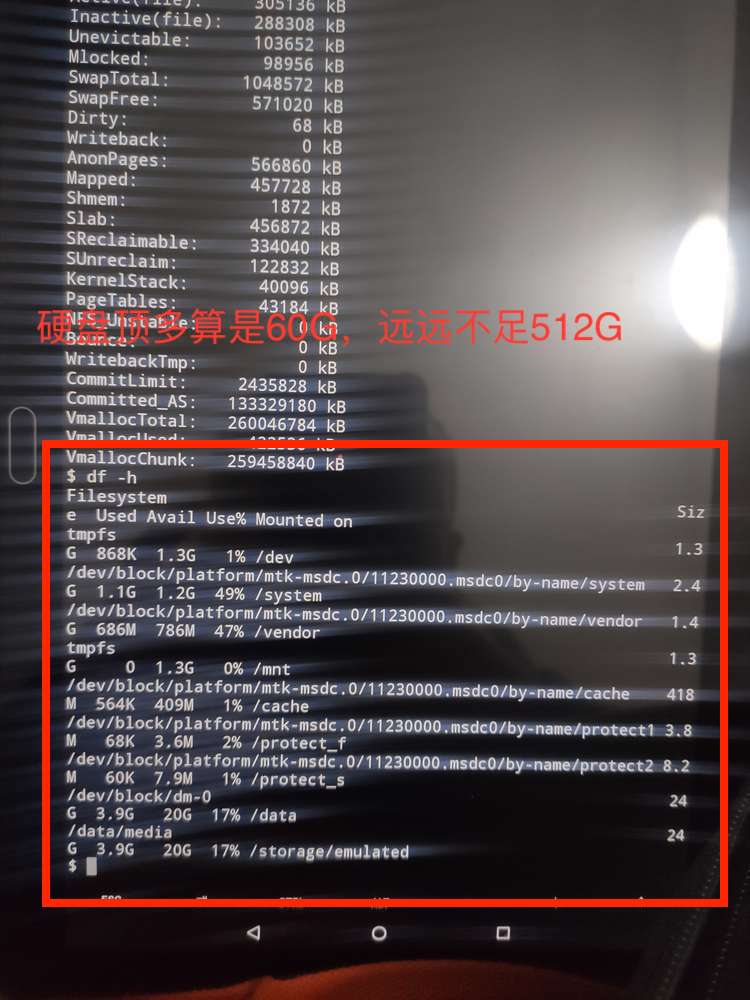 Active(file): 305136 kB
Inactive(file): 288308 kB
Unevictable: 103652 kB
Mlocked: 98956 kB
SwapTotal: 1048572 kB
SwapFree: 571020 kB
Dirty: 68 kB
Writeback: 0 kB
AnonPages: 566860 kB
Mapped: 457728 kB
Shmem: 1872 kB
Slab: 456872 kB
SReclaimable: 334040 kB
SUnreclaim: 122832 kB
KernelStack: 40096 kB
PageTables: 43184 kB
硬盘顶多算是60G，远远不足512G
NFS_Unstable: 0 kB
Bounce: 0 kB
WritebackTmp: 0 kB
CommitLimit: 2435828 kB
Committed_AS: 133329180 kB
VmallocTotal: 260046784 kB
VmallocUsed: kB
VmallocChunk: 259458840 kB
$ df -h
Filesystem Siz
e Used Avail Use% Mounted on
tmpfs 1.3
G 868K 1.3G 1% /dev
/dev/block/platform/mtk-msdc.0/11230000.msdc0/by-name/system 2.4
G 1.1G 1.2G 49% /system
/dev/block/platform/mtk-msdc.0/11230000.msdc0/by-name/vendor 1.4
G 686M 786M 47% /vendor
tmpfs 1.3
G 0 1.3G 0% /mnt
/dev/block/platform/mtk-msdc.0/11230000.msdc0/by-name/cache 418
M 564K 409M 1% /cache
/dev/block/platform/mtk-msdc.0/11230000.msdc0/by-name/protect1 3.8
M 68K 3.6M 2% /protect_f
/dev/block/platform/mtk-msdc.0/11230000.msdc0/by-name/protect2 8.2
M 60K 7.9M 1% /protect_s
/dev/block/dm-0 24
G 3.9G 20G 17% /data
/data/media 24
G 3.9G 20G 17% /storage/emulated
$